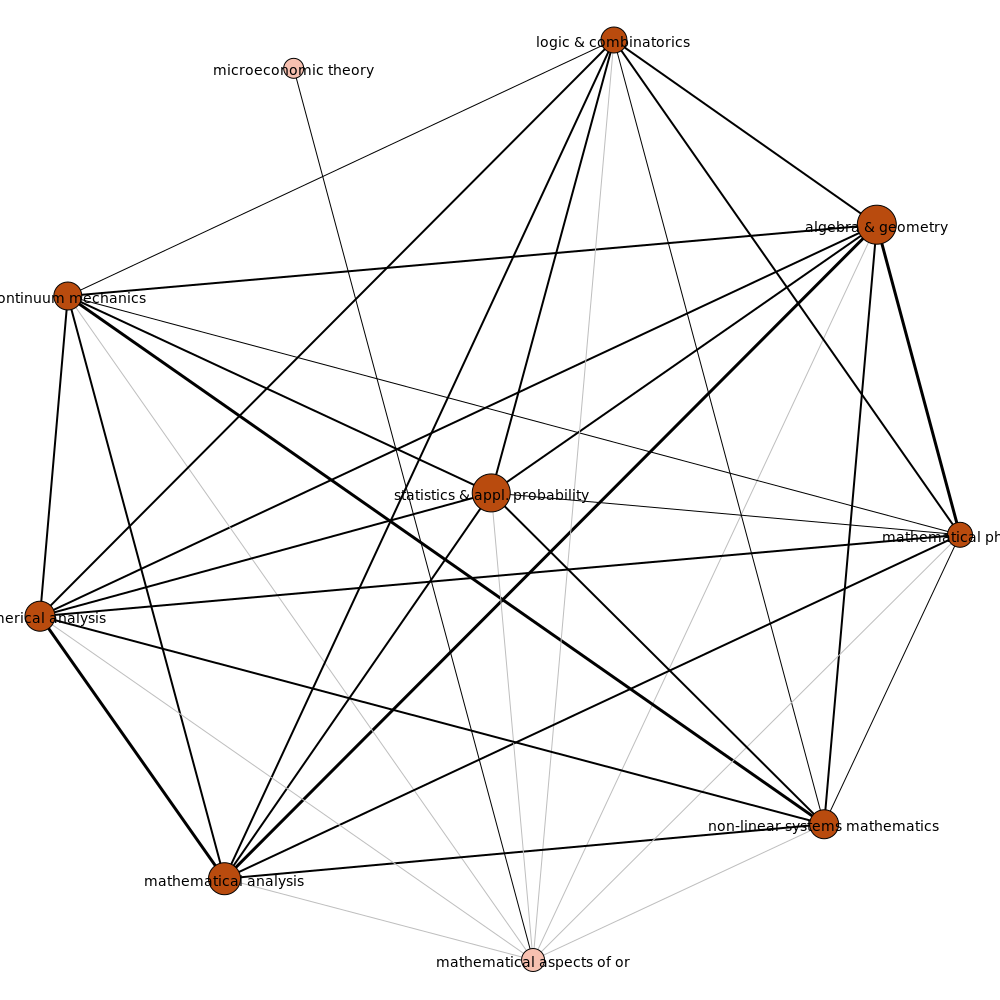 logic & combinatorics
microeconomic theory
algebra & geometry
ontinuum mechanics
statistics & appl. probability
mathematical ph
erical analysis
non-linear systems mathematics
mathematical analysis
mathematical aspects of or